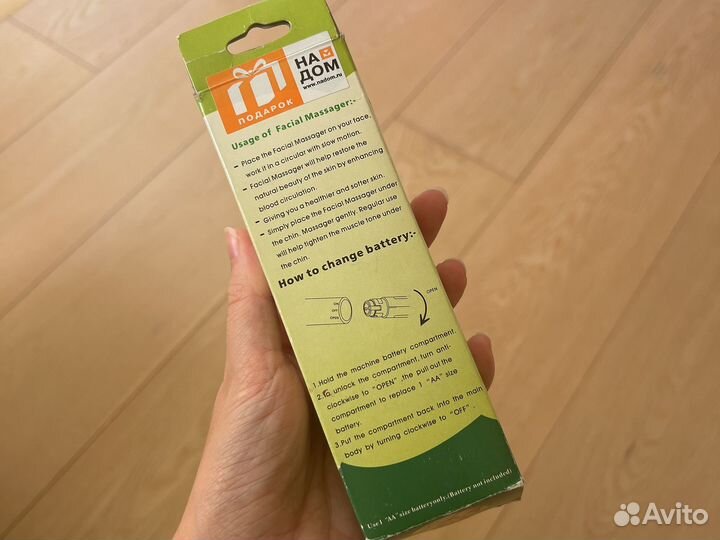 НА
ДОМ
www.nadom.ru
ПОДАРОК
Usage of Facial Massager:-
– Place the Facial Massager on your face,
work it in a circular with slow motion.
– Facial Massager will help restore the
natural beauty of the skin by enhancing
blood circulation.
– Giving you a healthier and softer skin.
– Simply place the Facial Massager under
the chin. Massager gently. Regular use
will help tighten the muscle tone under
the chin.
How to change battery:-
ON
OFF
OPEN
OPEN
1.Hold the machine battery compartment.
2.To unlock the compartment, turn anti-
clockwise to "OPEN" ,the pull out the
compartment to replace 1 "AA" size
battery.
3.Put the compartment back into the main
body by turning clockwise to "OFF" .
Use1 "AA" size batteryonly.(Battery not included)
Avito